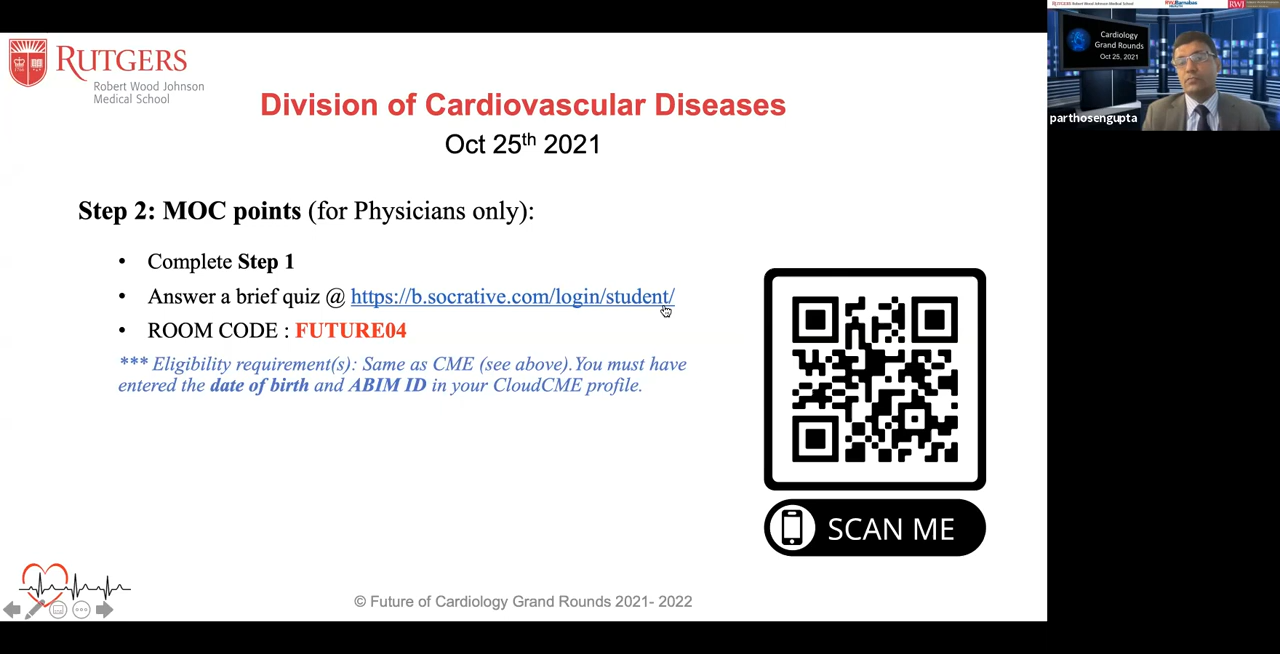 RUTGERS
Robert Wood Johnson
Medical School
Division of Cardiovascular Diseases
Oct 25th 2021
Step 2: MOC points (for Physicians only):
• Complete Step 1
• Answer a brief quiz @ https://b.socrative.com/login/student/
• ROOM CODE : FUTURE04
*** Eligibility requirement(s): Same as CME (see above).You must have
entered the date of birth and ABIM ID in your CloudCME profile.
SCAN ME
© Future of Cardiology Grand Rounds 2021- 2022
Cardiology
Grand Rounds
Oct 25, 2021
parthosengupta